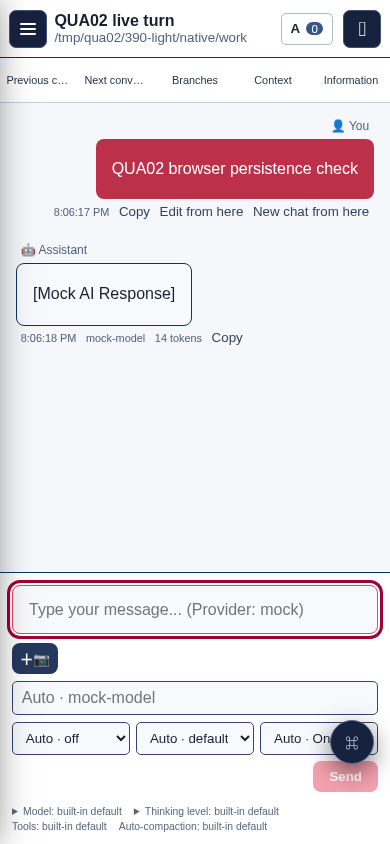 QUA02 live turn
/tmp/qua02/390-light/native/work
A 0
Previous c… Next conv… Branches Context Information
You
QUA02 browser persistence check
8:06:17 PM Copy Edit from here New chat from here
Assistant
[Mock AI Response]
8:06:18 PM mock-model 14 tokens Copy
Type your message... (Provider: mock)
Auto · mock-model
Auto · off Auto · default Auto · On
Send
Model: built-in default Thinking level: built-in default
Tools: built-in default Auto-compaction: built-in default